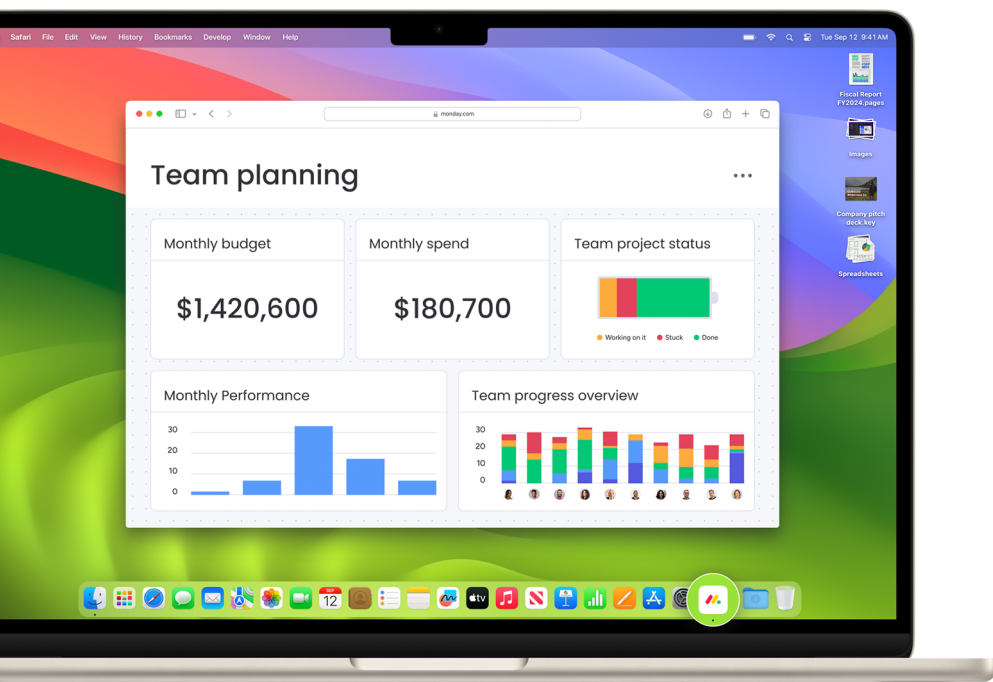 Safari File Edit View History Bookmarks Develop Window Help
Tue Sep 12 9:41 AM
Fiscal Report
FY2024.pages
Images
Company pitch
deck.key
Spreadsheets
monday.com
Team planning
Monthly budget
$1,420,600
Monthly spend
$180,700
Team project status
Working on it Stuck Done
Monthly Performance
30
20
10
0
Team progress overview
30
20
10
0
SEP
12
tv